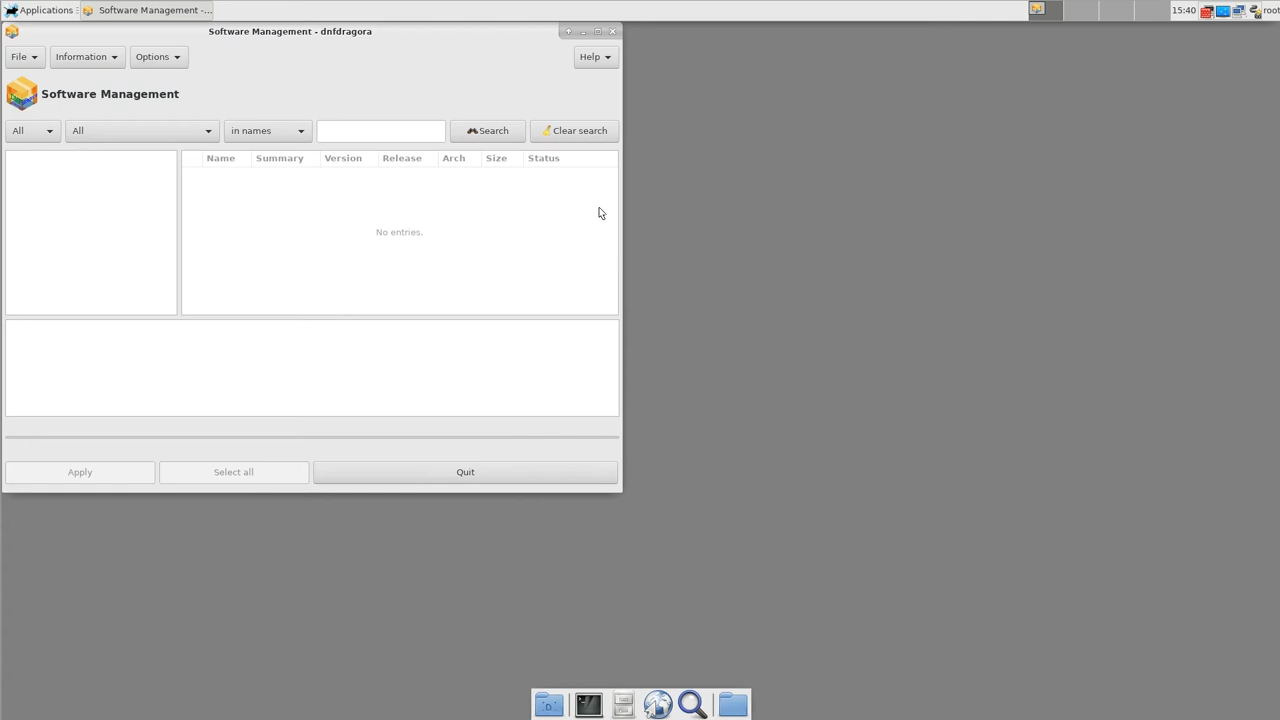 Applications
Software Management -...
15:40
root
Software Management - dnfdragora
File
Information
Options
Help
Software Management
All
All
in names
Search
Clear search
Name
Summary
Version
Release
Arch
Size
Status
No entries.
Apply
Select all
Quit